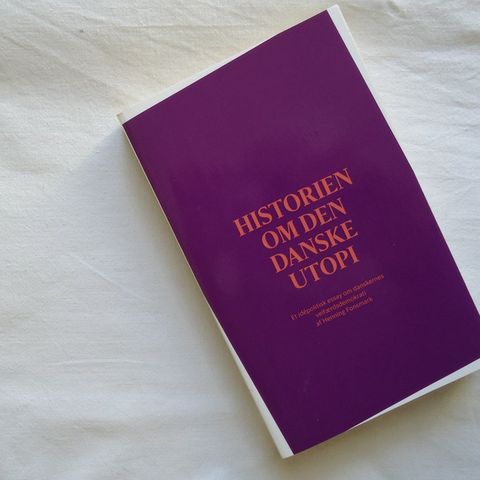 HISTORIEN
OM DEN
DANSKE
UTOPI
Et idépolitisk essay om danskernes
velfærdsdemokrati
af Henning Fonsmark